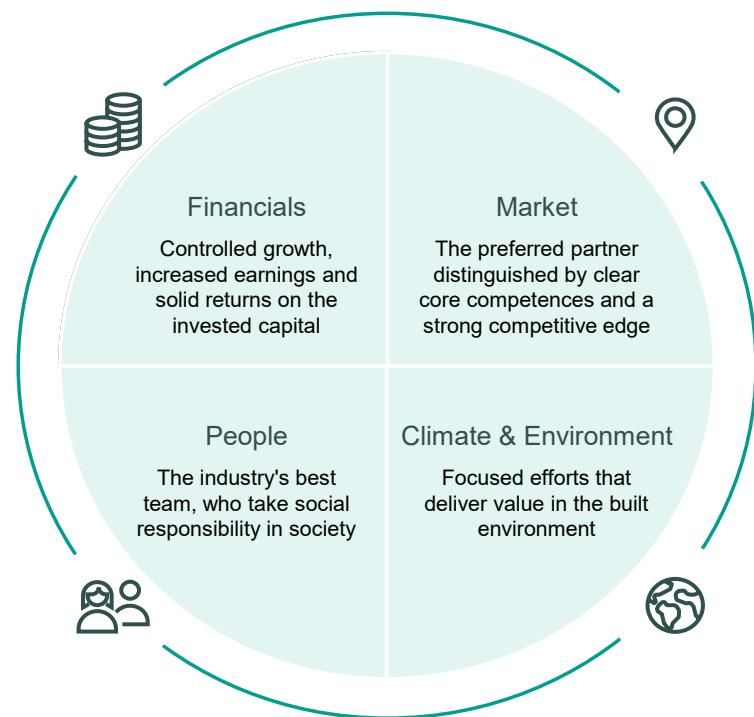 Financials
Controlled growth,
increased earnings and
solid returns on the
invested capital
Market
The preferred partner
distinguished by clear
core competences and a
strong competitive edge
People
The industry's best
team, who take social
responsibility in society
Climate & Environment
Focused efforts that
deliver value in the built
environment